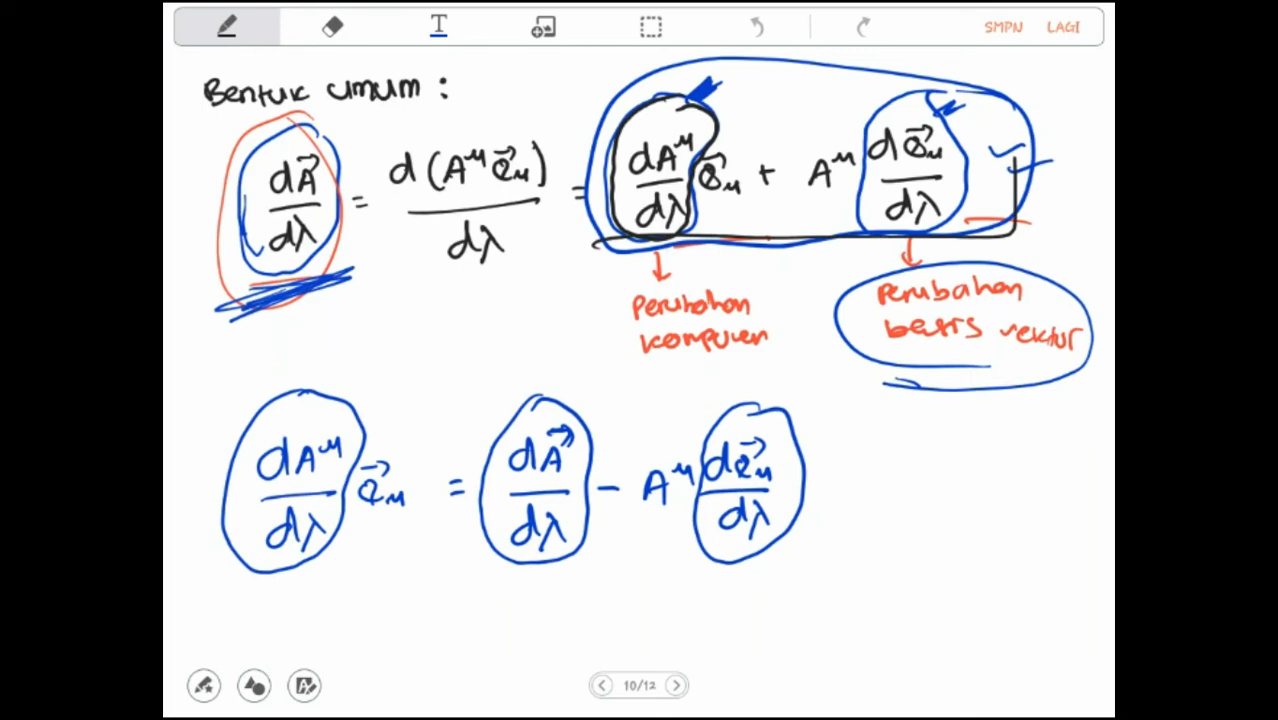 SMPN LAGI
Bentuk umum :
dA⃗/dλ = d(A^μ e⃗_μ)/dλ = dA^μ/dλ e⃗_μ + A^μ de⃗_μ/dλ
Perubahan
komponen
Perubahan
basis vektor
dA^μ/dλ e⃗_μ = dA⃗/dλ - A^μ de⃗_μ/dλ
10/12